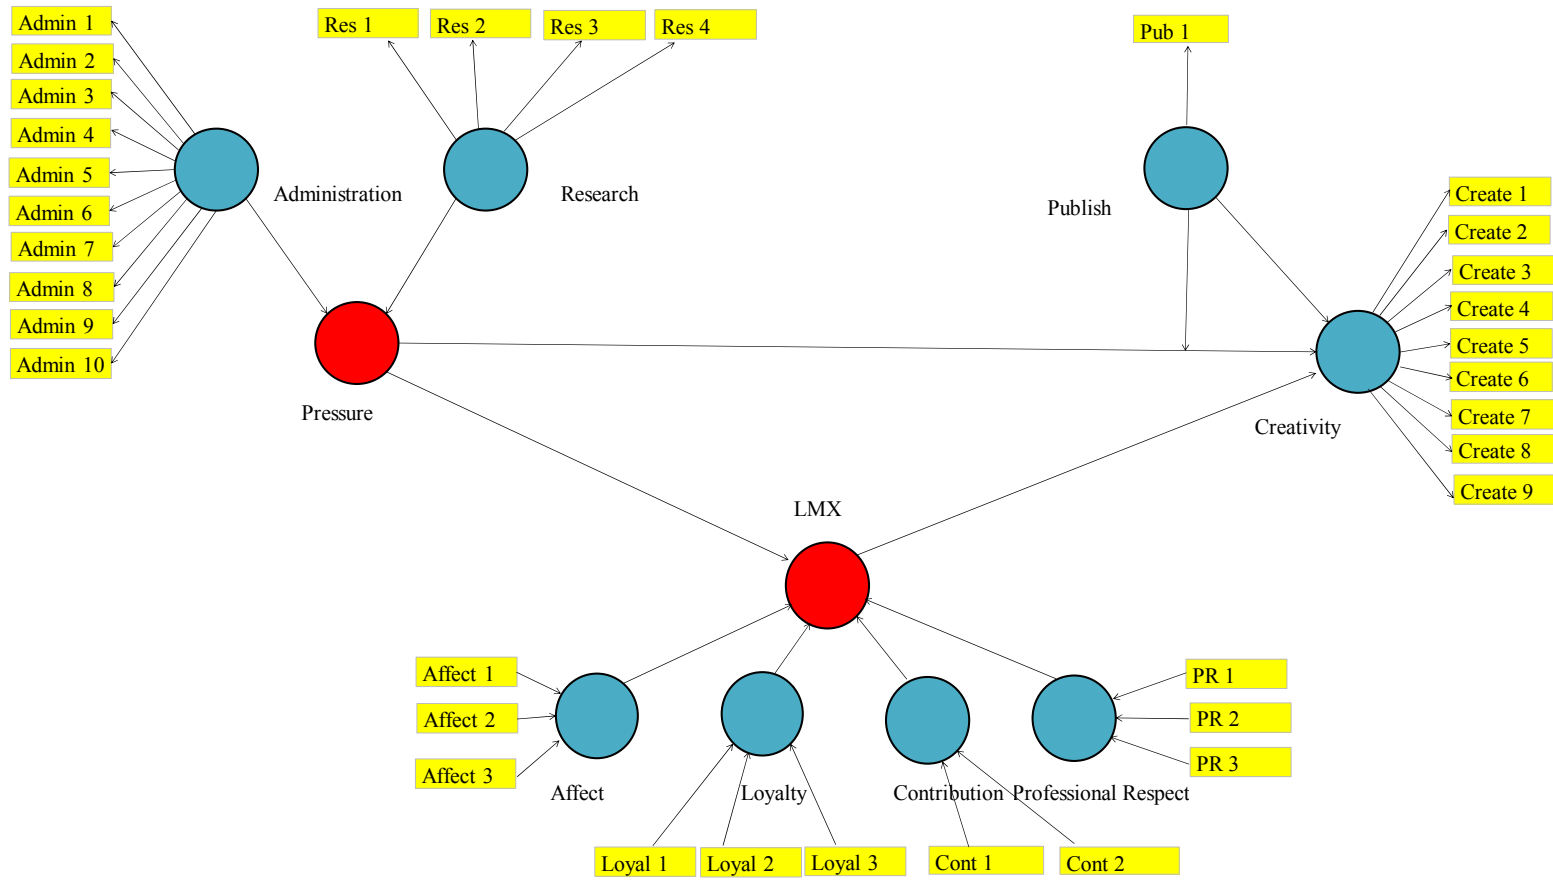 Admin 1
Admin 2
Admin 3
Admin 4
Admin 5
Admin 6
Admin 7
Admin 8
Admin 9
Admin 10
Administration
Res 1
Res 2
Res 3
Res 4
Research
Pub 1
Publish
Create 1
Create 2
Create 3
Create 4
Create 5
Create 6
Create 7
Create 8
Create 9
Creativity
Pressure
LMX
Affect 1
Affect 2
Affect 3
Affect
Loyalty
Contribution
Professional Respect
PR 1
PR 2
PR 3
Loyal 1
Loyal 2
Loyal 3
Cont 1
Cont 2